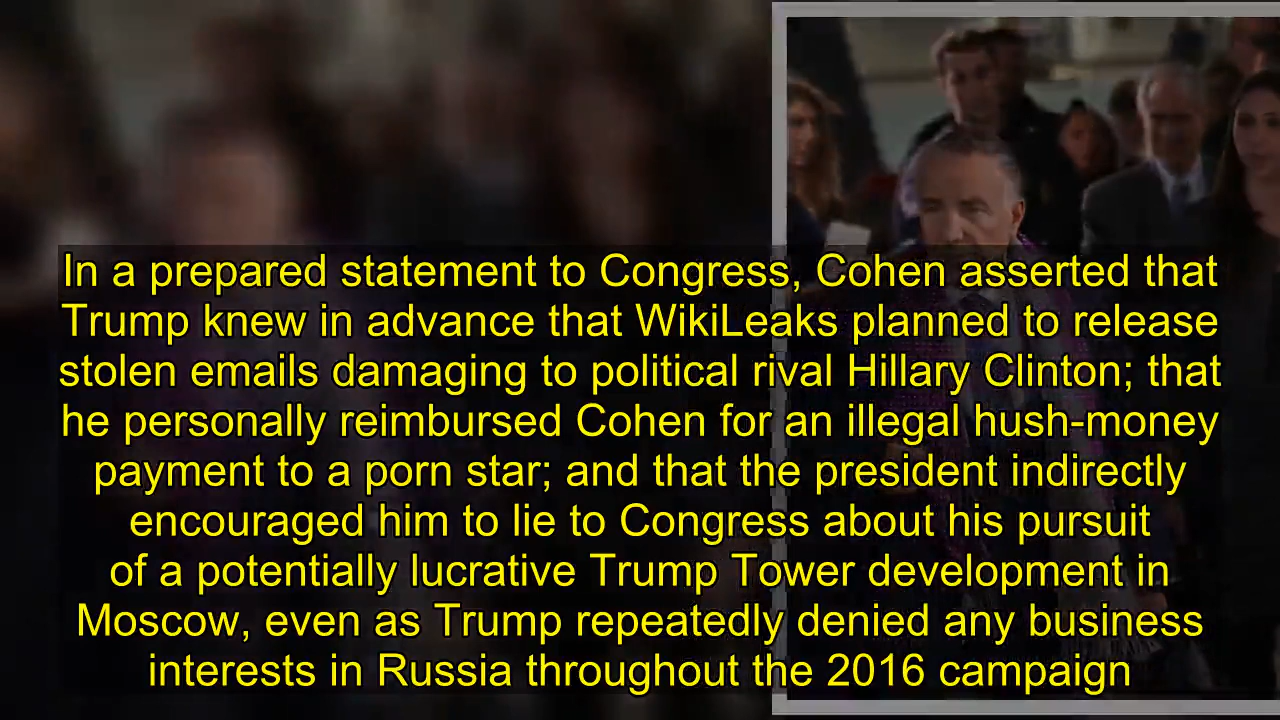 In a prepared statement to Congress, Cohen asserted that
Trump knew in advance that WikiLeaks planned to release
stolen emails damaging to political rival Hillary Clinton; that
he personally reimbursed Cohen for an illegal hush-money
payment to a porn star; and that the president indirectly
encouraged him to lie to Congress about his pursuit
of a potentially lucrative Trump Tower development in
Moscow, even as Trump repeatedly denied any business
interests in Russia throughout the 2016 campaign